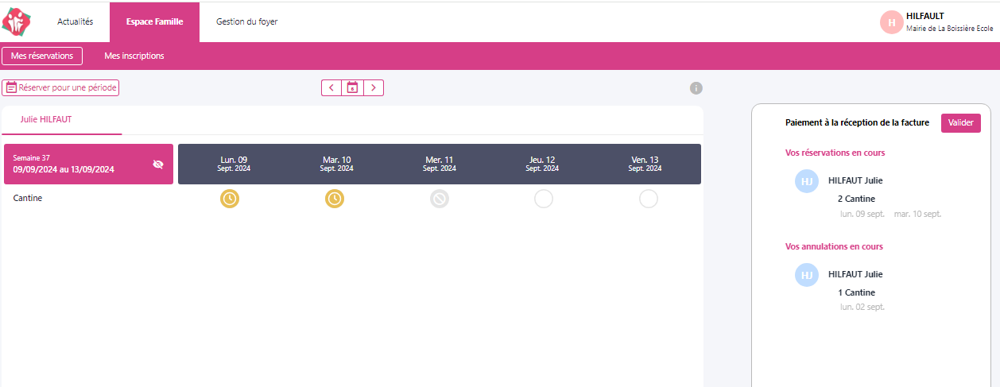 Actualités
Espace Famille
Gestion du foyer
H
HILFAULT
Mairie de La Boissière Ecole
Mes réservations
Mes inscriptions
Réserver pour une période
Julie HILFAUT
Semaine 37
09/09/2024 au 13/09/2024
Lun. 09
Sept. 2024
Mar. 10
Sept. 2024
Mer. 11
Sept. 2024
Jeu. 12
Sept. 2024
Ven. 13
Sept. 2024
Cantine
Paiement à la réception de la facture
Valider
Vos réservations en cours
HJ
HILFAUT Julie
2 Cantine
lun. 09 sept. mar. 10 sept.
Vos annulations en cours
HJ
HILFAUT Julie
1 Cantine
lun. 02 sept.